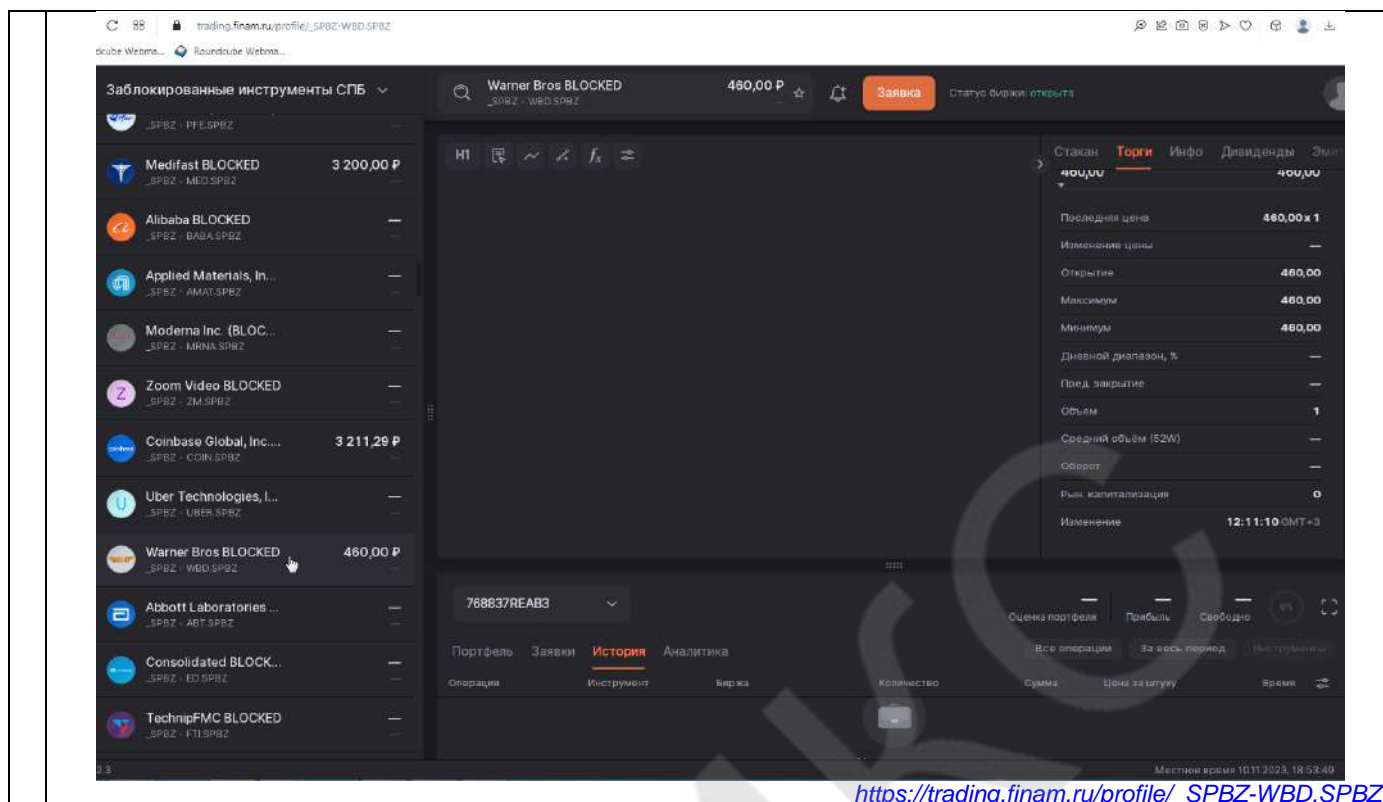 trading.finam.ru/profile/_SPBZ-WBD.SPBZ
dcube Webma... Roundcube Webma...
Заблокированные инструменты СПБ
_SPBZ · PFE.SPBZ
Medifast BLOCKED 3 200,00 ₽
_SPBZ · MED.SPBZ
Alibaba BLOCKED —
_SPBZ · BABA.SPBZ
Applied Materials, In... —
_SPBZ · AMAT.SPBZ
Moderna Inc. (BLOC... —
_SPBZ · MRNA.SPBZ
Z Zoom Video BLOCKED —
_SPBZ · ZM.SPBZ
Coinbase Global, Inc.... 3 211,29 ₽
_SPBZ · COIN.SPBZ
U Uber Technologies, I... —
_SPBZ · UBER.SPBZ
Warner Bros BLOCKED 460,00 ₽
_SPBZ · WBD.SPBZ
Abbott Laboratories ... —
_SPBZ · ABT.SPBZ
Consolidated BLOCK... —
_SPBZ · ED.SPBZ
TechnipFMC BLOCKED —
_SPBZ · FTI.SPBZ
2.3
Warner Bros BLOCKED 460,00 ₽
_SPBZ · WBD.SPBZ
Заявка Статус биржи: открыта
H1 fx
Стакан Торги Инфо Дивиденды Эмит
460,00 460,00
Последняя цена 460,00 x 1
Изменение цены —
Открытие 460,00
Максимум 460,00
Минимум 460,00
Дневной диапазон, % —
Пред. закрытие —
Объем 1
Средний объём (52W) —
Оборот —
Рын. капитализация 0
Изменение 12:11:10 GMT+3
768837REAB3
— — — 0%
Оценка портфеля Прибыль Свободно
Портфель Заявки История Аналитика
Все операции За весь период Инструменты
Операция Инструмент Биржа Количество Сумма Цена за штуку Время
Местное время 10.11.2023, 18:53:49
https://trading.finam.ru/profile/_SPBZ-WBD.SPBZ